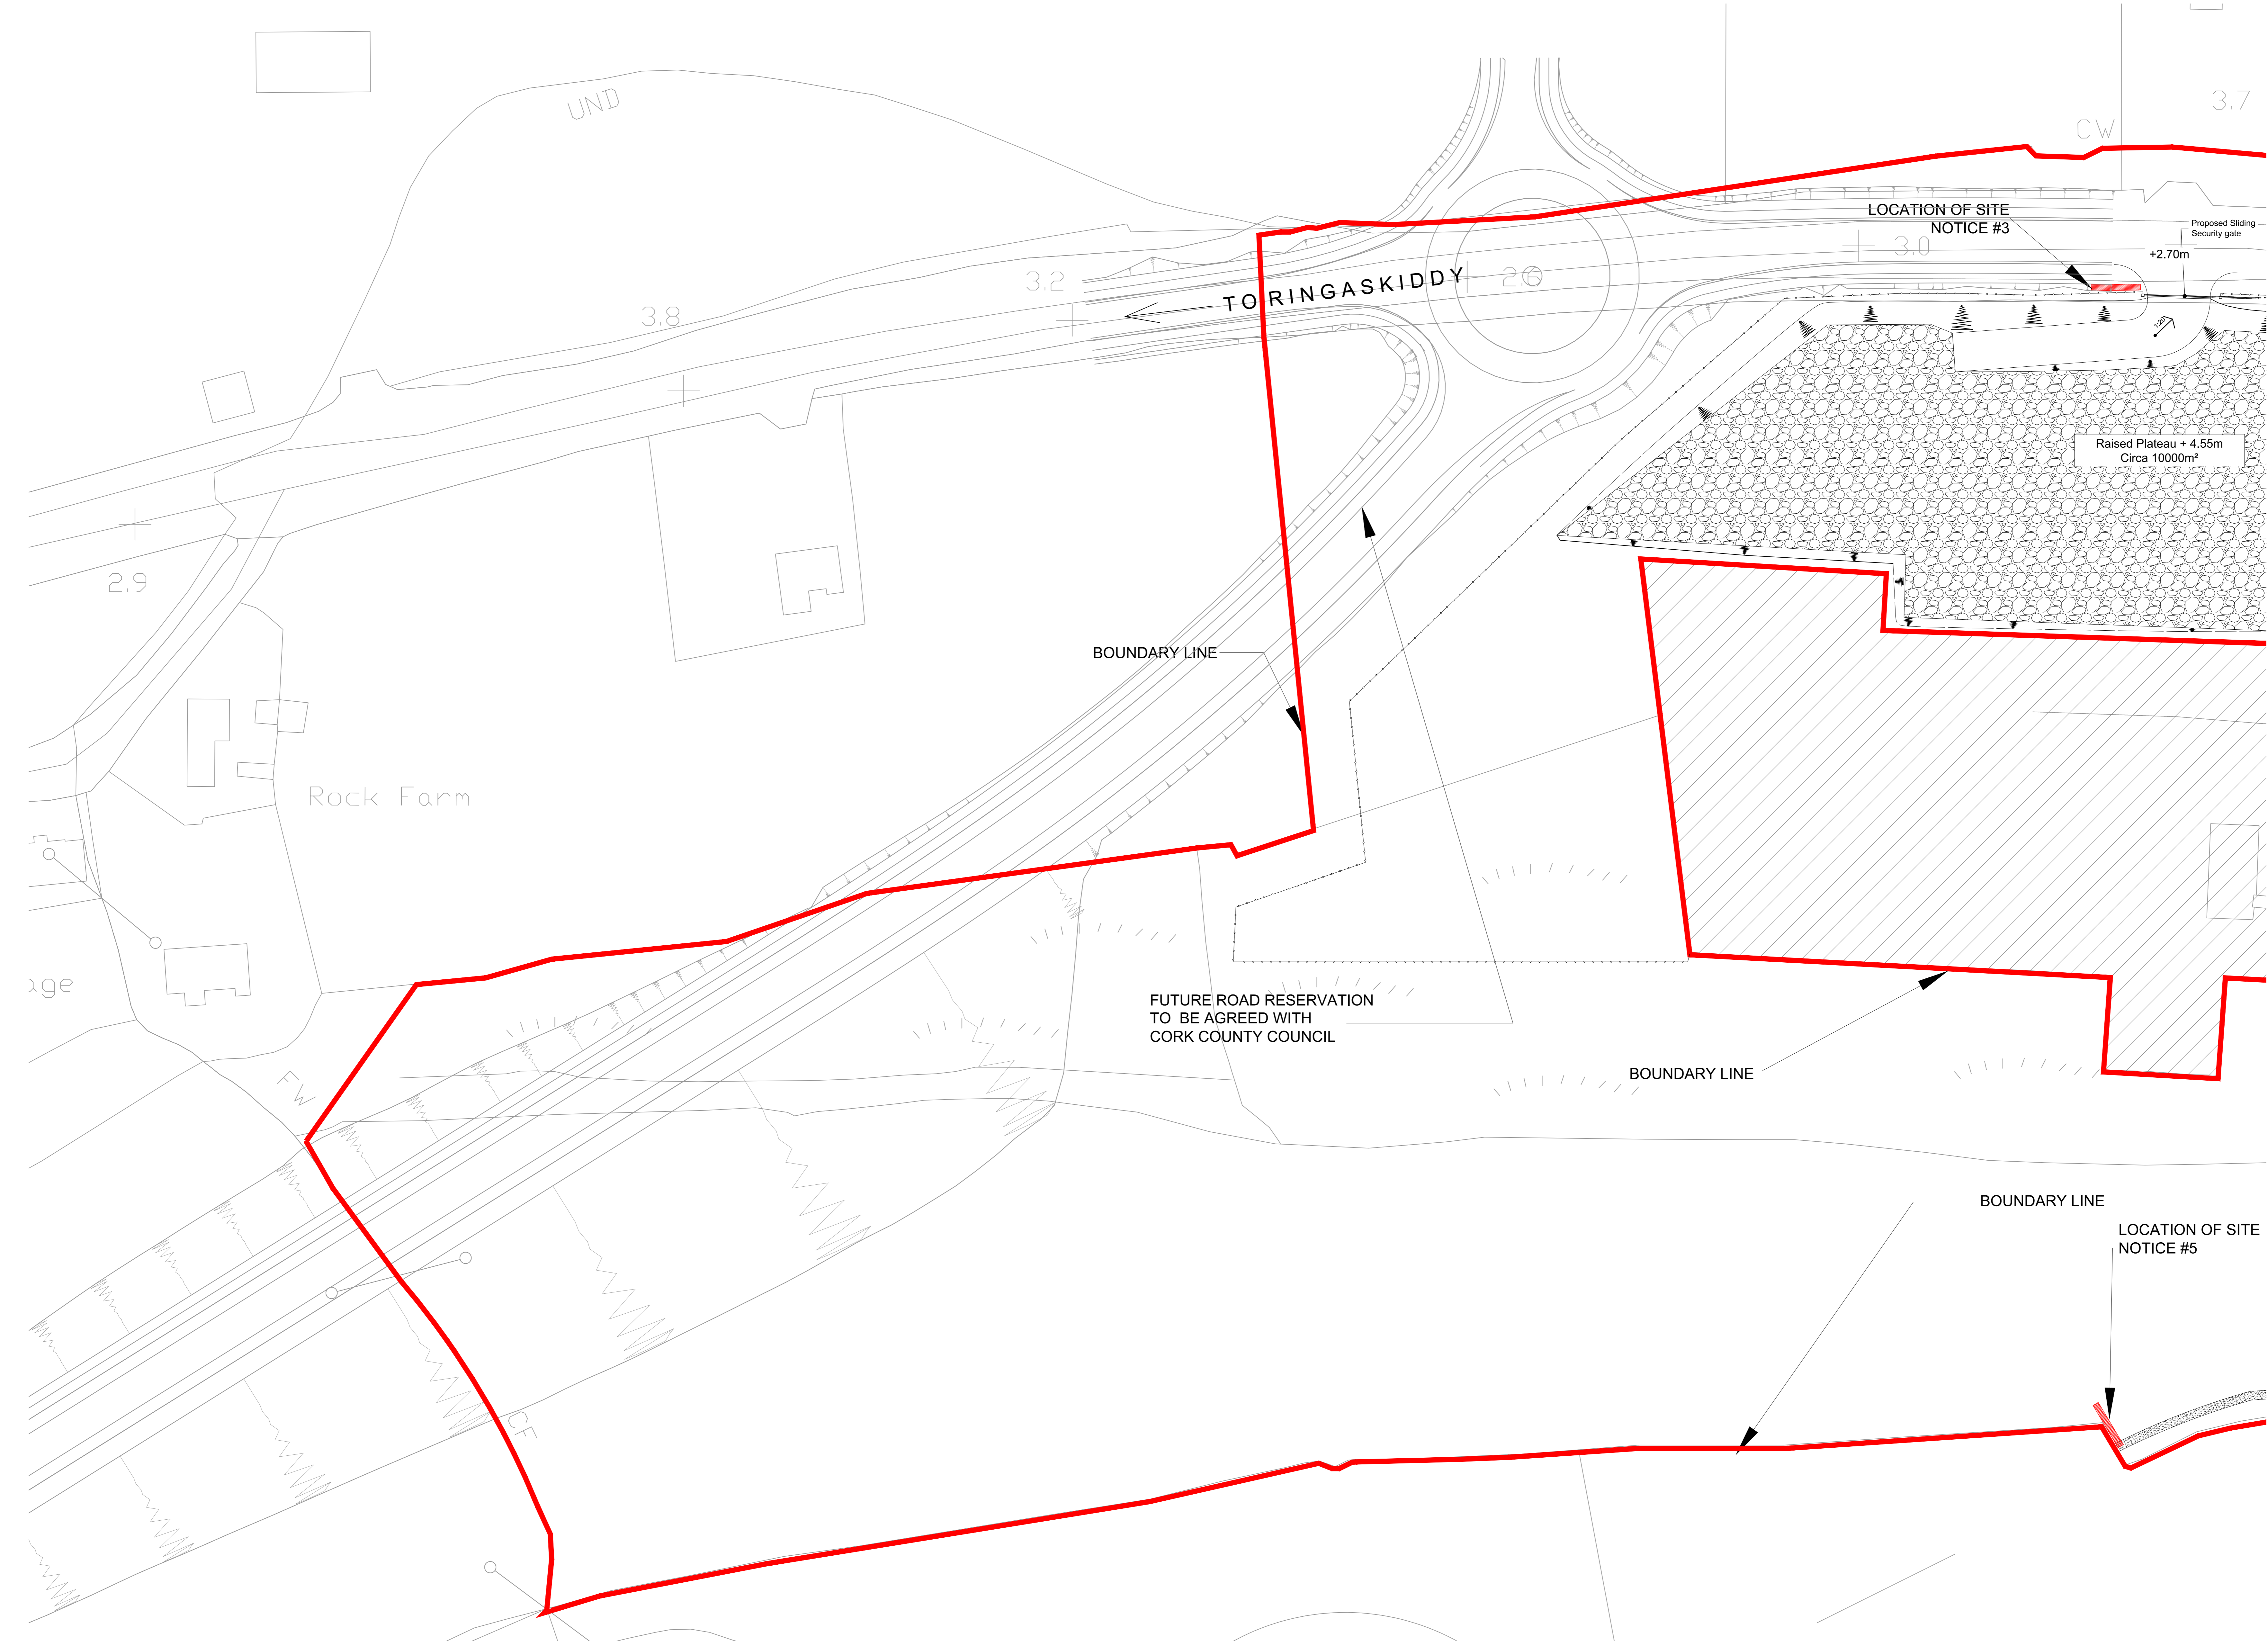 UND
3.7
CW
LOCATION OF SITE
NOTICE #3
Proposed Sliding
Security gate
+2.70m
3.0
3.2
TO RINGASKIDDY
2.6
3.8
1:20
Raised Plateau + 4.55m
Circa 10000m²
2.9
BOUNDARY LINE
Rock Farm
age
FUTURE ROAD RESERVATION
TO BE AGREED WITH
CORK COUNTY COUNCIL
BOUNDARY LINE
FW
BOUNDARY LINE
LOCATION OF SITE
NOTICE #5
CF